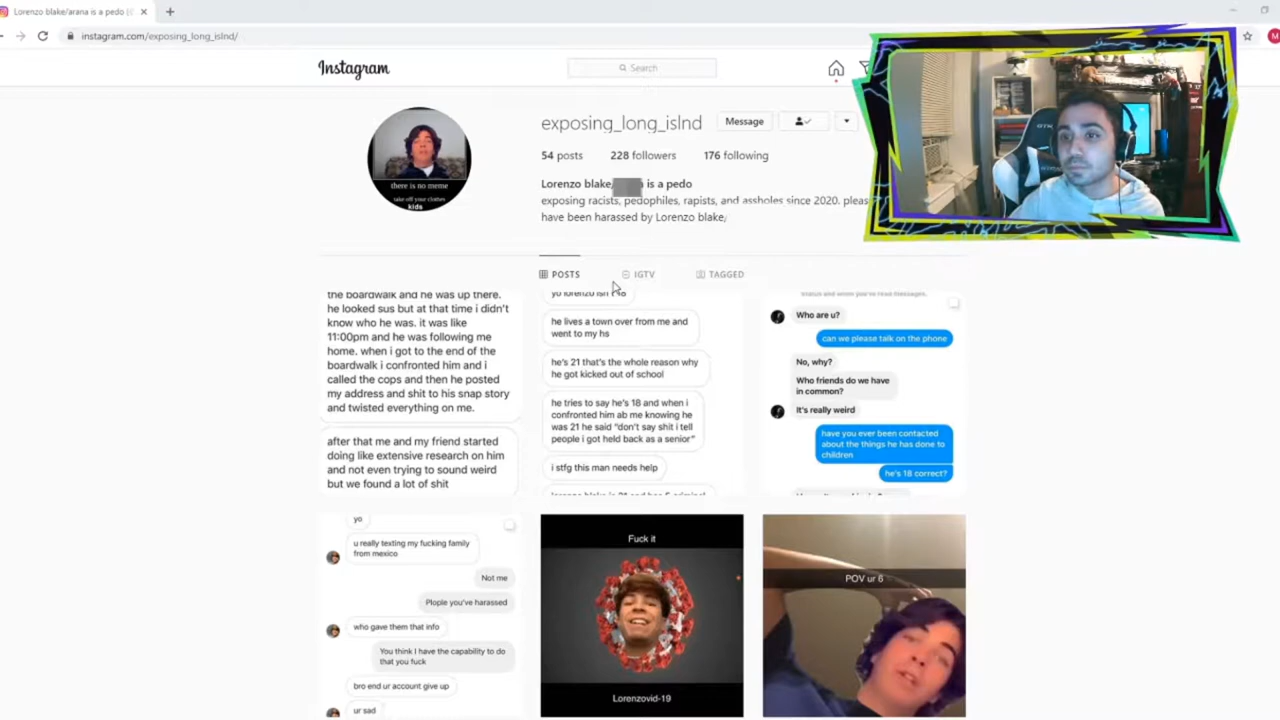 Lorenzo blake/arana is a pedo (
instagram.com/exposing_long_islnd/
Instagram
Search
exposing_long_islnd
Message
54 posts 228 followers 176 following
Lorenzo blake, is a pedo
exposing racists, pedophiles, rapists, and assholes since 2020.
have been harassed by Lorenzo blake,
there is no meme
take off your clothes
kids
POSTS IGTV TAGGED
the boardwalk and he was up there.
he looked sus but at that time i didn't
know who he was. it was like
11:00pm and he was following me
home. when i got to the end of the
boardwalk i confronted him and i
called the cops and then he posted
my address and shit to his snap story
and twisted everything on me.
after that me and my friend started
doing like extensive research on him
and not even trying to sound weird
but we found a lot of shit
he lives a town over from me and
went to my hs
he's 21 that's the whole reason why
he got kicked out of school
he tries to say he's 18 and when i
confronted him ab me knowing he
was 21 he said “don't say shit i tell
people i got held back as a senior”
i stfg this man needs help
Who are u?
can we please talk on the phone
No, why?
Who friends do we have
in common?
It's really weird
have you ever been contacted
about the things he has done to
children
he's 18 correct?
yo
u really texting my fucking family
from mexico
Not me
Plople you've harassed
who gave them that info
You think I have the capability to do
that you fuck
bro end ur account give up
ur sad
Fuck it
Lorenzovid-19
POV ur 6